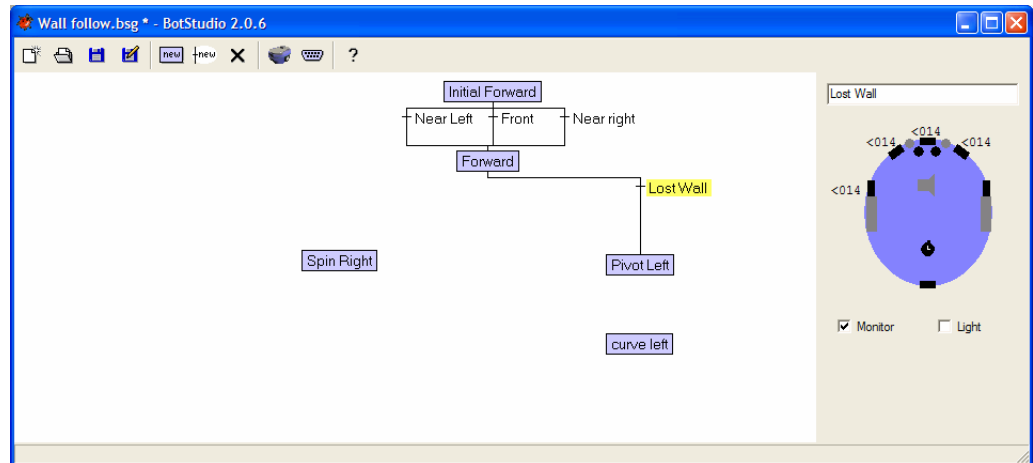 Wall follow.bsg * - BotStudio 2.0.6
new new ?
Initial Forward
Near Left Front Near right
Forward
Lost Wall
Spin Right
Pivot Left
curve left
Lost Wall
<014
<014 <014
<014
Monitor Light